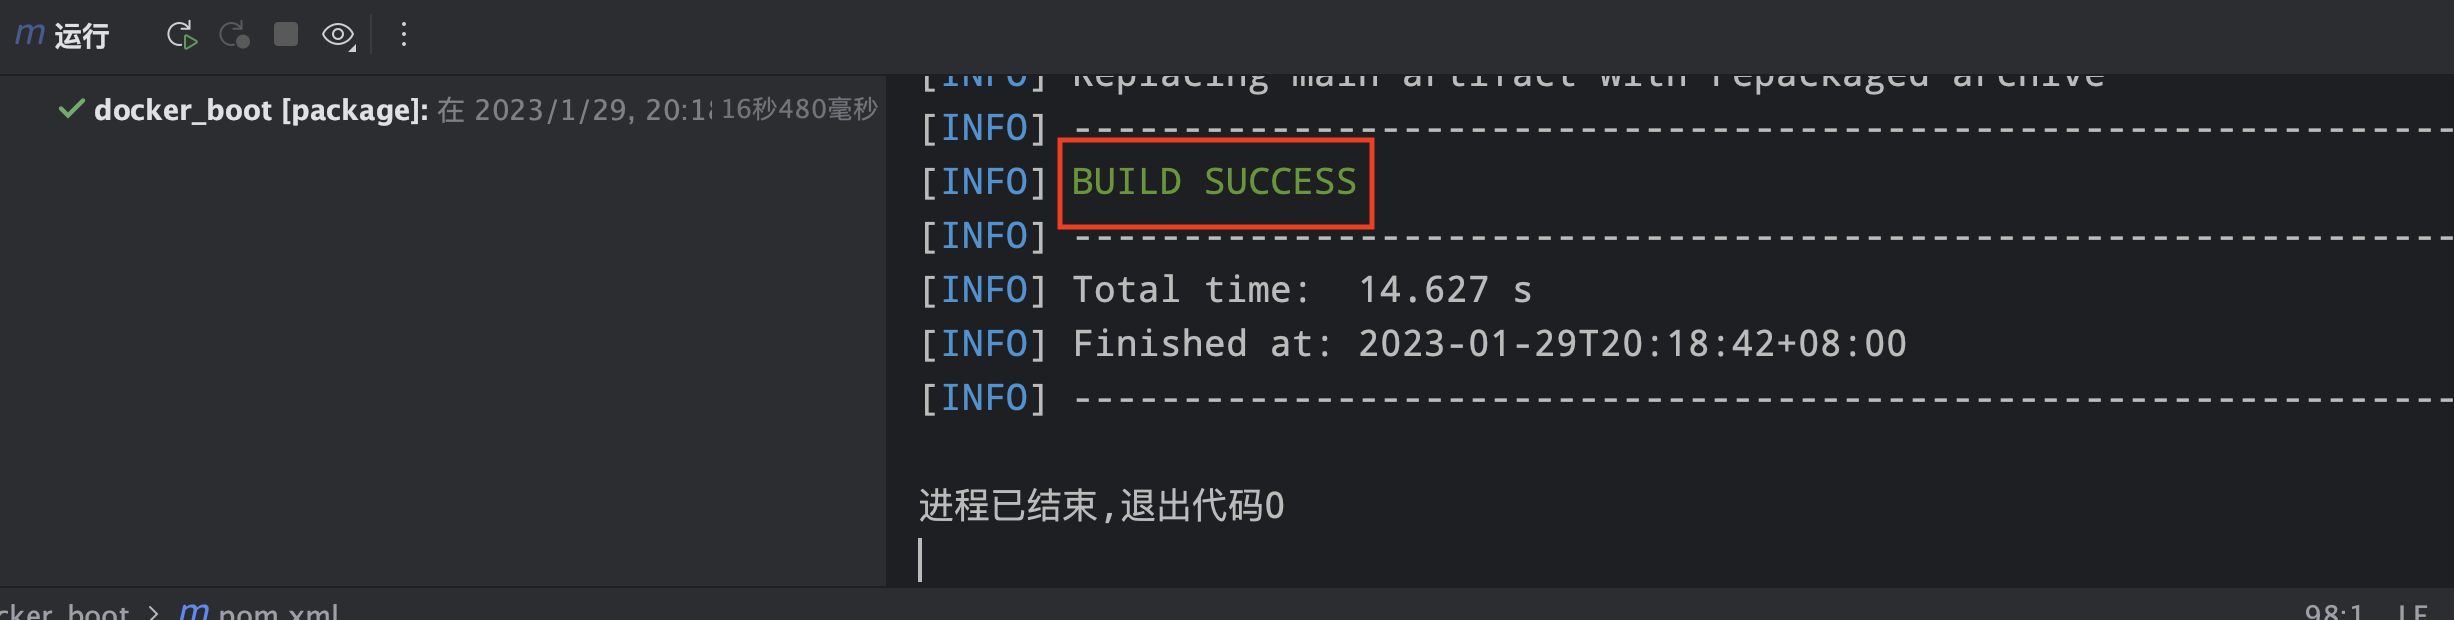 m 运行
docker_boot [package]: 在 2023/1/29, 20:18 16秒480毫秒
[INFO] Replacing main artifact with repackaged archive
[INFO] ------------------------------------------------------------------------
[INFO] BUILD SUCCESS
[INFO] ------------------------------------------------------------------------
[INFO] Total time:  14.627 s
[INFO] Finished at: 2023-01-29T20:18:42+08:00
[INFO] ------------------------------------------------------------------------
进程已结束,退出代码0
cker_boot > m pom.xml
98:1 LF